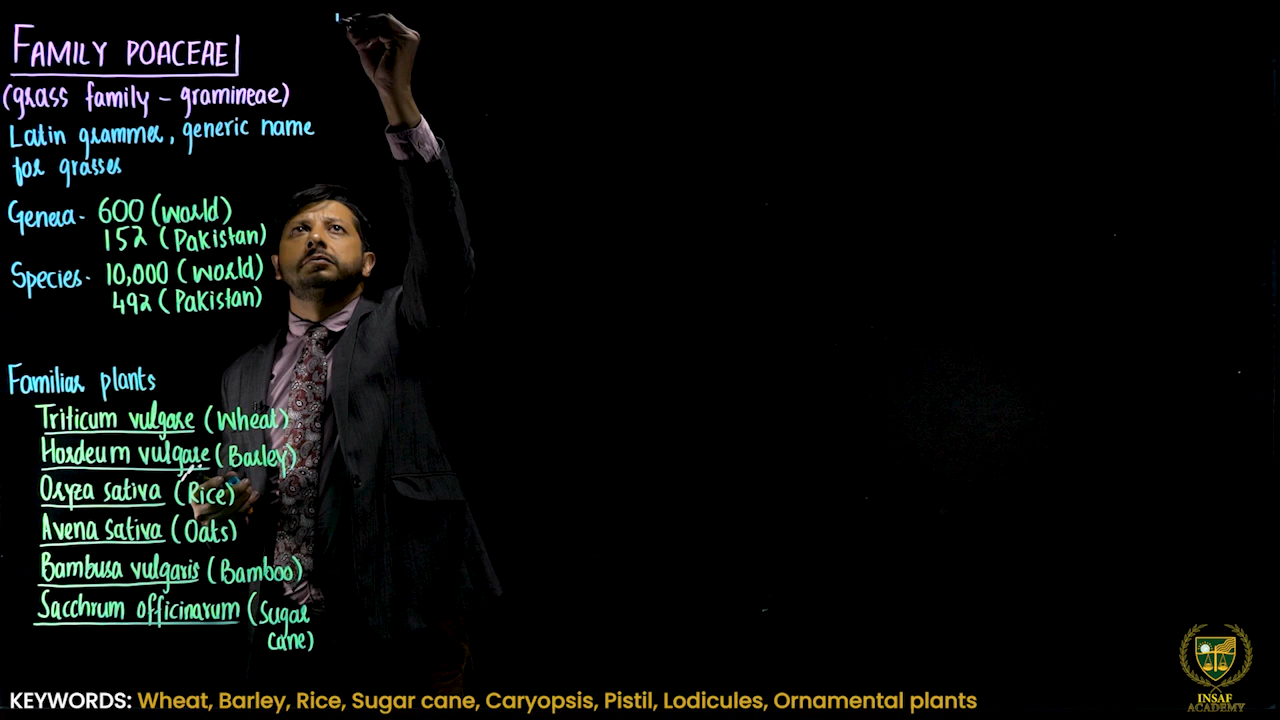 FAMILY POACEAE
(grass family - gramineae)
Latin grammer, generic name
for grasses
Genera - 600 (World)
152 (Pakistan)
Species - 10,000 (World)
492 (Pakistan)
Familiar plants
Triticum vulgare (Wheat)
Hordeum vulgare (Barley)
Oryza sativa (Rice)
Avena sativa (Oats)
Bambusa vulgaris (Bamboo)
Sacchrum officinarum (Sugar
cane)
KEYWORDS: Wheat, Barley, Rice, Sugar cane, Caryopsis, Pistil, Lodicules, Ornamental plants
INSAF
ACADEMY